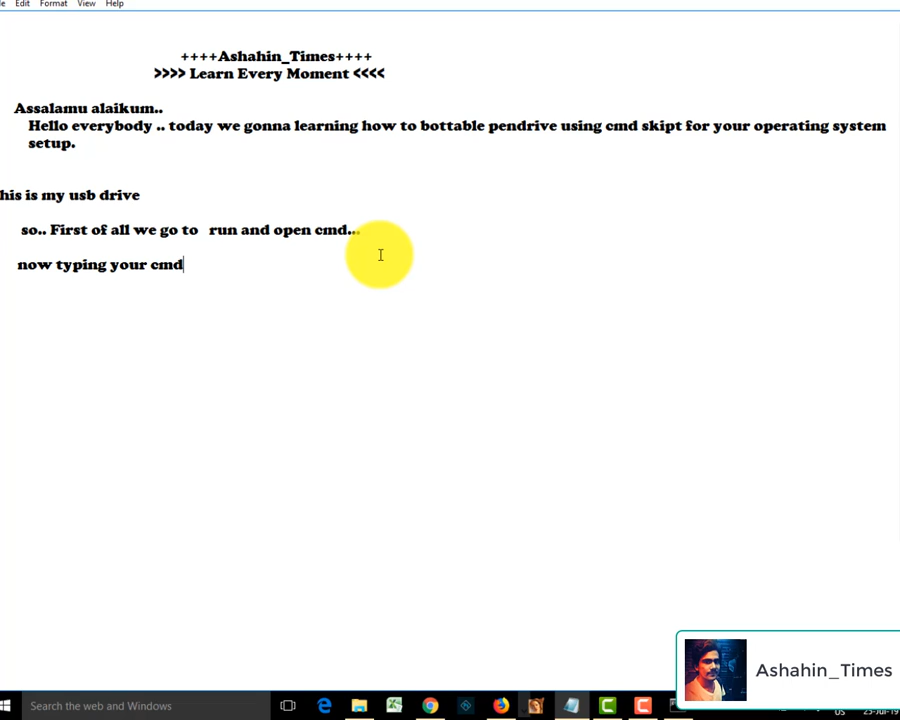 Edit Format View Help
++++Ashahin_Times++++
>>>> Learn Every Moment <<<<
Assalamu alaikum..
Hello everybody .. today we gonna learning how to bottable pendrive using cmd skipt for your operating system
setup.
his is my usb drive
so.. First of all we go to run and open cmd...
now typing your cmd
Ashahin_Times
Search the web and Windows